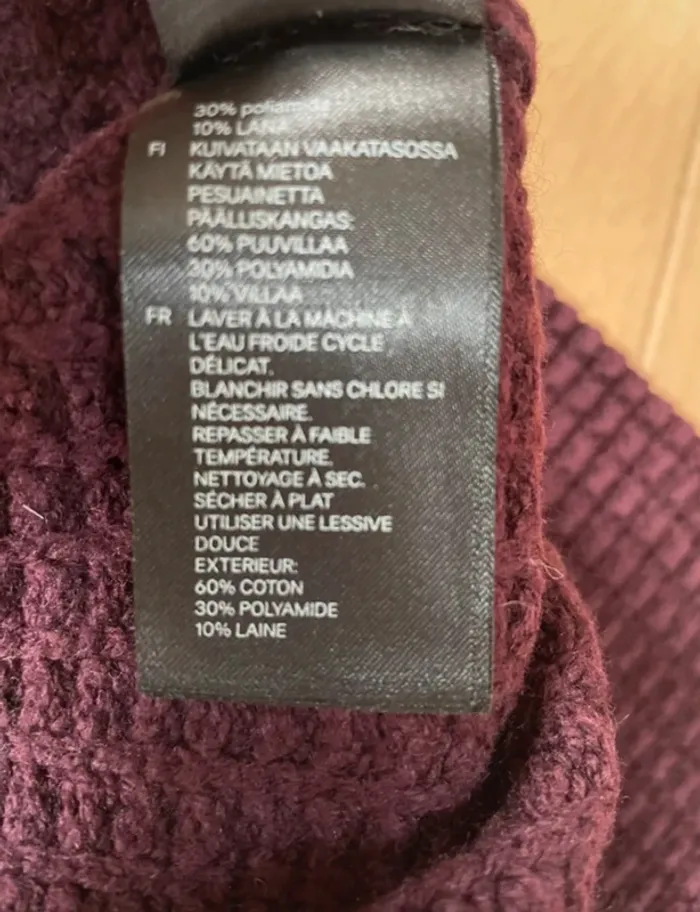 30% poliamida
10% LANA
FI KUIVATAAN VAAKATASOSSA
KÄYTÄ MIETOA
PESUAINETTA
PÄÄLLISKANGAS:
60% PUUVILLAA
30% POLYAMIDIA
10% VILLAA
FR LAVER À LA MACHINE À
L'EAU FROIDE CYCLE
DÉLICAT.
BLANCHIR SANS CHLORE SI
NÉCESSAIRE.
REPASSER À FAIBLE
TEMPÉRATURE.
NETTOYAGE À SEC.
SÉCHER À PLAT
UTILISER UNE LESSIVE
DOUCE
EXTERIEUR:
60% COTON
30% POLYAMIDE
10% LAINE